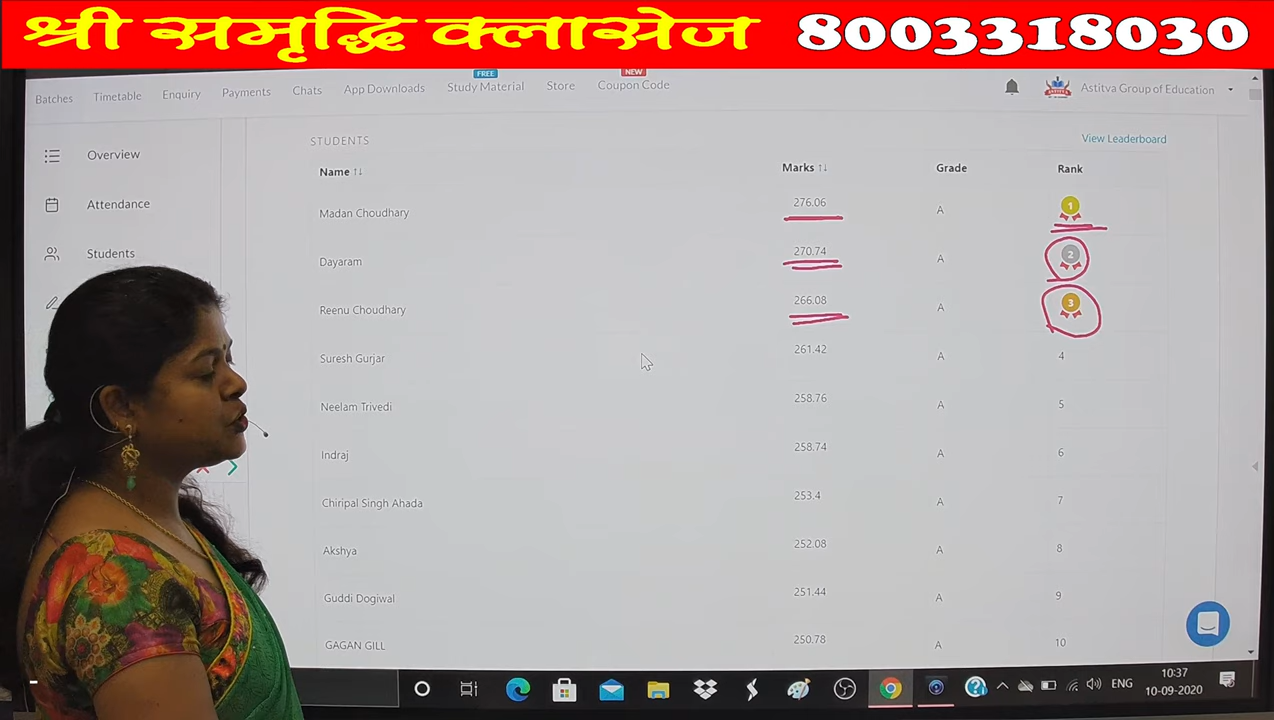 श्री समृद्धि क्लासेज 8003318030
FREE NEW
Batches Timetable Enquiry Payments Chats App Downloads Study Material Store Coupon Code Astitva Group of Education
STUDENTS View Leaderboard
Overview
Attendance
Students
Name ↑↓ Marks ↑↓ Grade Rank
Madan Choudhary 276.06 A 1
Dayaram 270.74 A 2
Reenu Choudhary 266.08 A 3
Suresh Gurjar 261.42 A 4
Neelam Trivedi 258.76 A 5
Indraj 258.74 A 6
Chiripal Singh Ahada 253.4 A 7
Akshya 252.08 A 8
Guddi Dogiwal 251.44 A 9
GAGAN GILL 250.78 A 10
ENG 10:37
10-09-2020